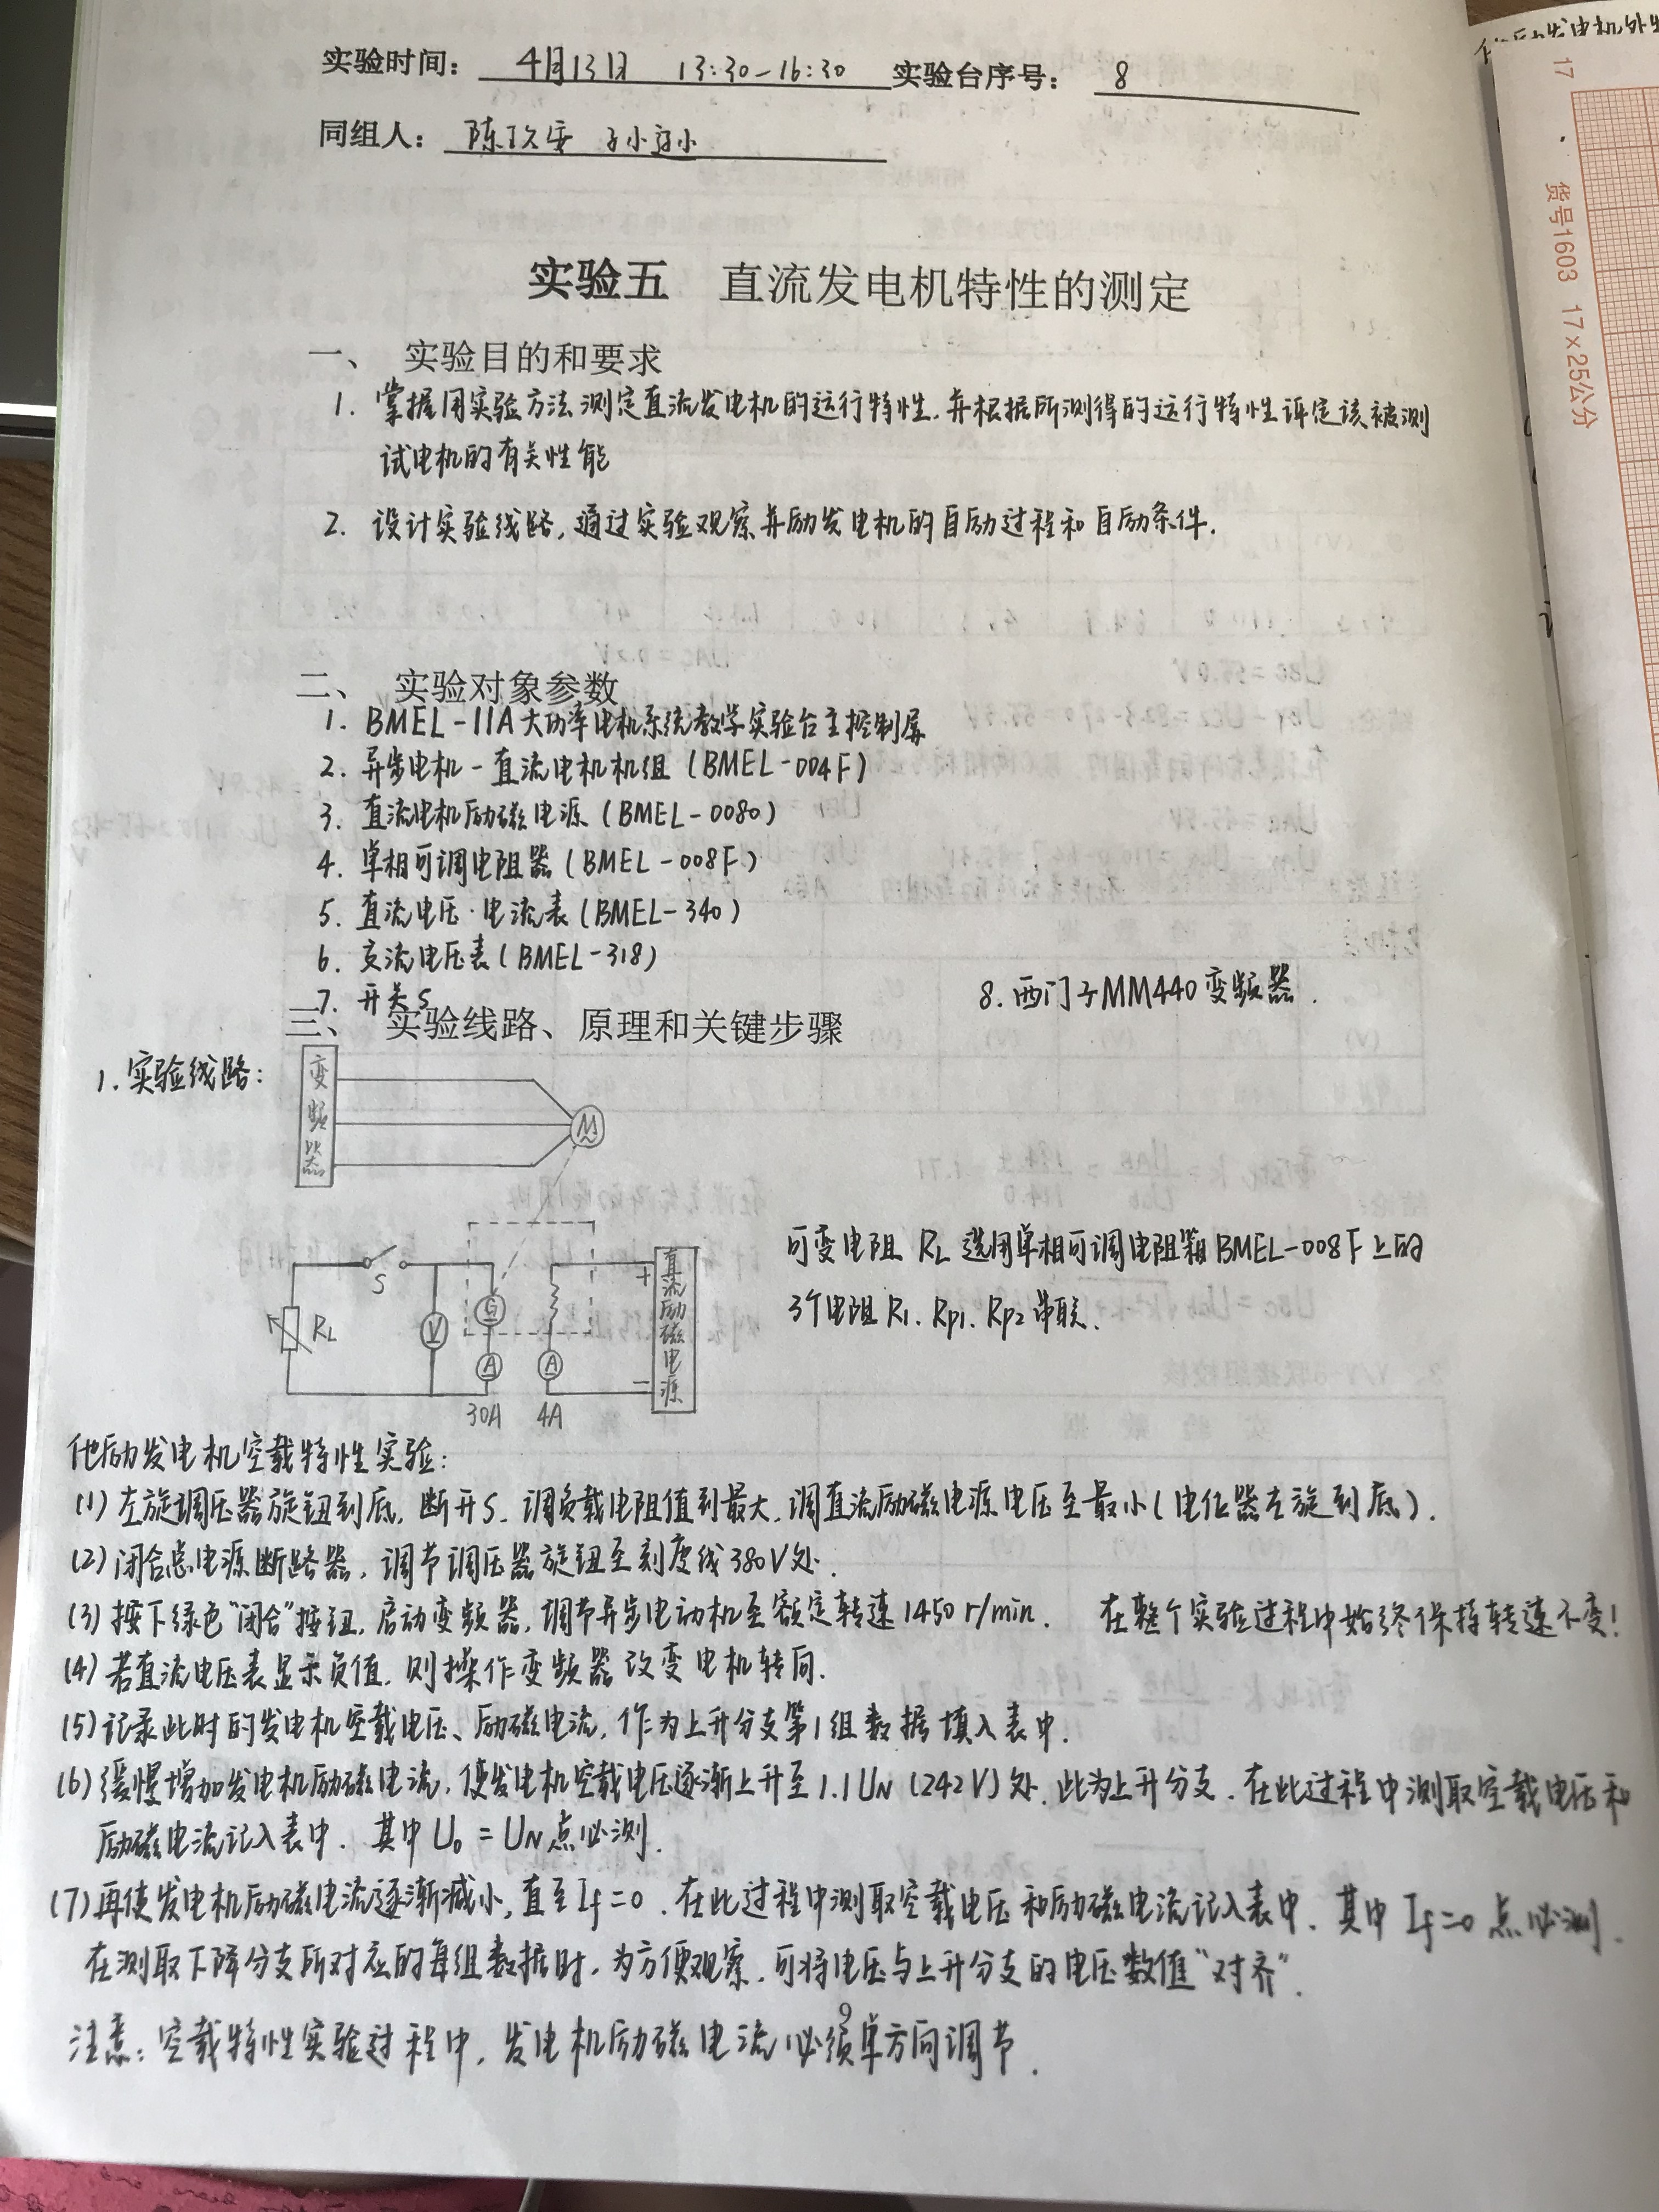 实验时间： 4月13日 13:30-16:30 实验台序号： 8
同组人： 陈
实验五 直流发电机特性的测定
一、 实验目的和要求
1. 掌握用实验方法测定直流发电机的运行特性，并根据所测得的运行特性评定该被测
试电机的有关性能
2. 设计实验线路，通过实验观察并励发电机的自励过程和自励条件.
二、 实验对象参数
1. BMEL-11A大功率电机系统教学实验台主控制屏
2. 异步电机-直流电机机组（BMEL-004F）
3. 直流电机励磁电源（BMEL-0080）
4. 单相可调电阻器（BMEL-008F）
5. 直流电压·电流表（BMEL-340）
6. 交流电压表（BMEL-318）
7. 开关S
8. 西门子MM440变频器.
三、 实验线路、原理和关键步骤
1. 实验线路：
变频器
M
S
RL
V
G
A
A
30A
4A
+
-
直流励磁电源
可变电阻 RL 选用单相可调电阻箱BMEL-008F上的
3个电阻R1、Rp1、Rp2串联.
他励发电机空载特性实验：
(1) 左旋调压器旋钮到底，断开S、调负载电阻值到最大，调直流励磁电源电压至最小（电位器左旋到底）.
(2) 闭合总电源断路器，调节调压器旋钮至刻度线380V处.
(3) 按下绿色“闭合”按钮，启动变频器，调节异步电动机至额定转速1450 r/min. 在整个实验过程中始终保持转速不变！
(4) 若直流电压表显示负值，则操作变频器改变电机转向.
(5) 记录此时的发电机空载电压、励磁电流，作为上升分支第1组数据填入表中.
(6) 缓慢增加发电机励磁电流，使发电机空载电压逐渐上升至1.1UN（242V）处，此为上升分支. 在此过程中测取空载电压和
励磁电流记入表中. 其中U0=UN点必测.
(7) 再使发电机励磁电流逐渐减小，直至If=0. 在此过程中测取空载电压和励磁电流记入表中. 其中If=0点必测.
在测取下降分支所对应的每组数据时，为方便观察，可将电压与上升分支的电压数值“对齐”.
注意：空载特性实验过程中，发电机励磁电流必须单方向调节.
9
17
货号1603 17×25公分